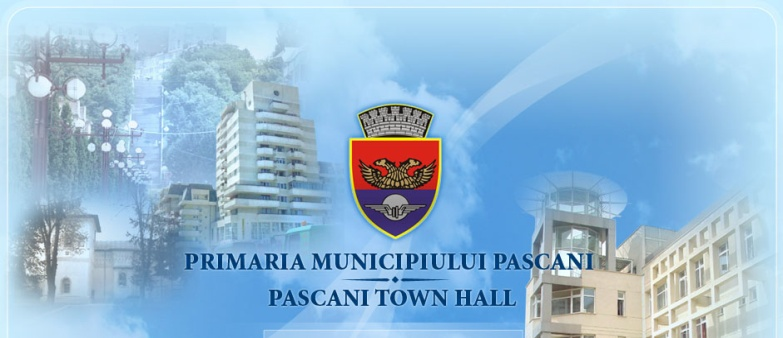 PRIMARIA MUNICIPIULUI PASCANI
PASCANI TOWN HALL